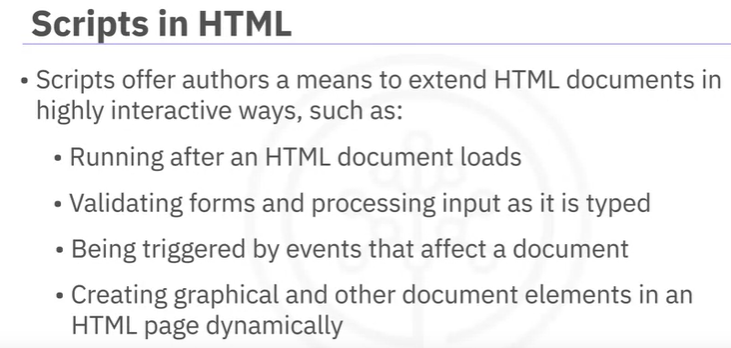 Scripts in HTML
• Scripts offer authors a means to extend HTML documents in
highly interactive ways, such as:
• Running after an HTML document loads
• Validating forms and processing input as it is typed
• Being triggered by events that affect a document
• Creating graphical and other document elements in an
HTML page dynamically